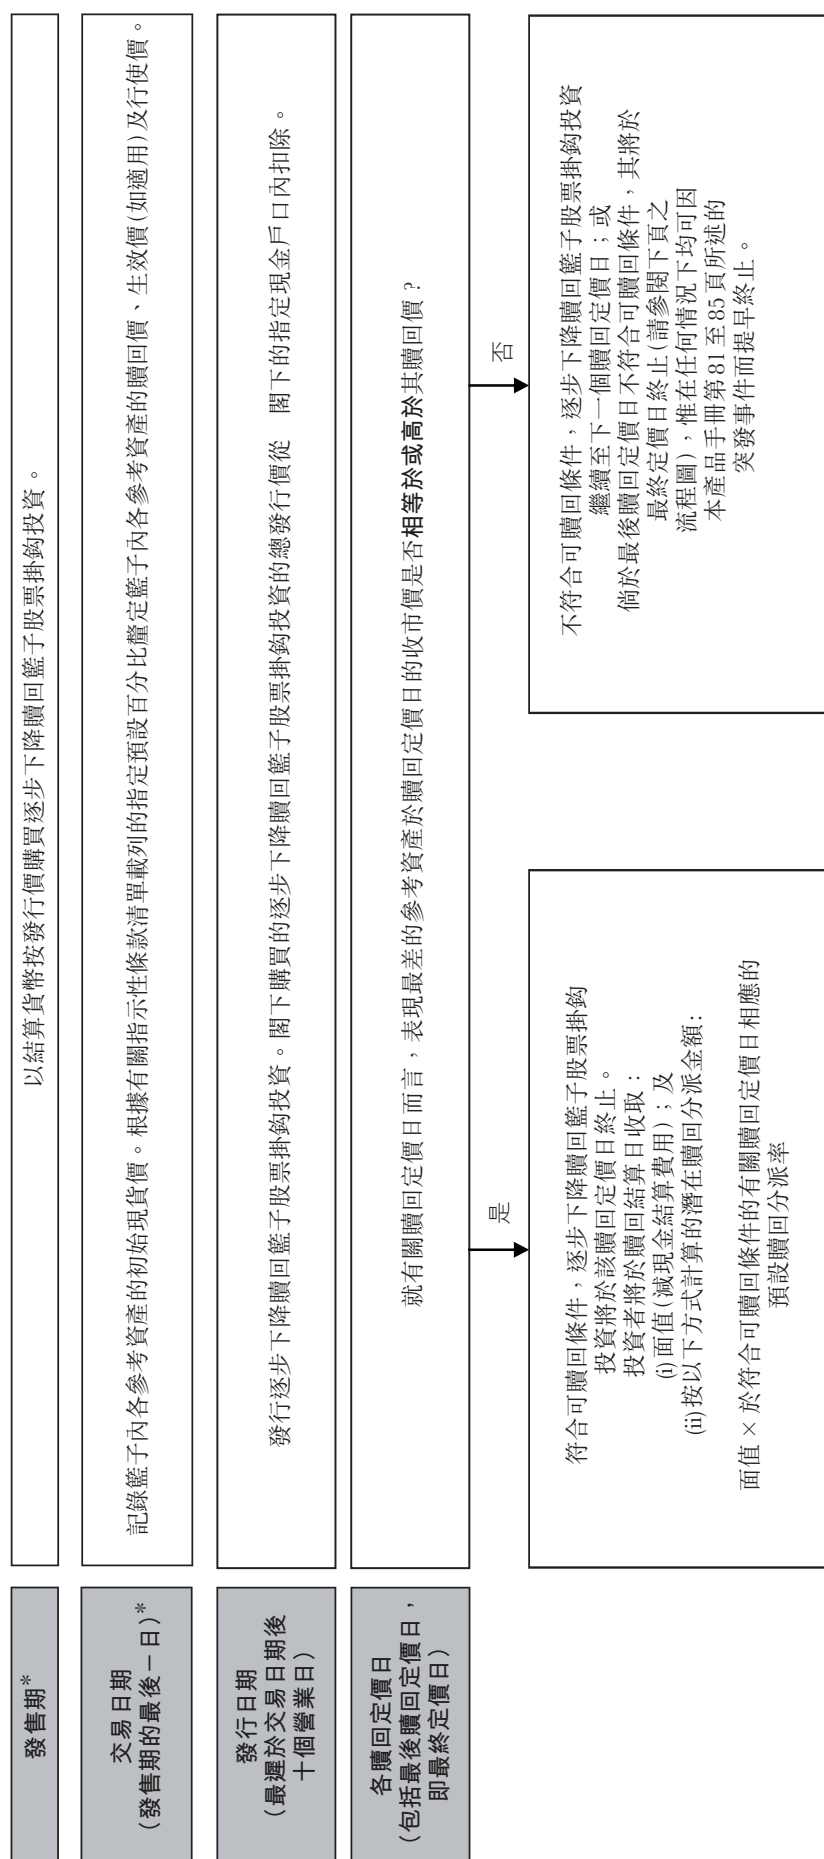 發售期*
以結算貨幣按發行價購買逐步下降贖回籃子股票掛鈎投資。
交易日期
(發售期的最後一日)*
記錄籃子內各參考資產的初始現貨價。根據有關指示性條款清單載列的指定預設百分比釐定籃子內各參考資產的贖回價、生效價(如適用)及行使價。
發行日期
(最遲於交易日期後
十個營業日)
發行逐步下降贖回籃子股票掛鈎投資。閣下購買的逐步下降贖回籃子股票掛鈎投資的總發行價從 閣下的指定現金戶口內扣除。
各贖回定價日
(包括最後贖回定價日,
即最終定價日)
就有關贖回定價日而言,表現最差的參考資產於贖回定價日的收市價是否相等於或高於其贖回價?
是
符合可贖回條件,逐步下降贖回籃子股票掛鈎
投資將於該贖回定價日終止。
投資者將於贖回結算日收取:
(i) 面值(減現金結算費用);及
(ii)按以下方式計算的潛在贖回分派金額:
面值 × 於符合可贖回條件的有關贖回定價日相應的
預設贖回分派率
否
不符合可贖回條件,逐步下降贖回籃子股票掛鈎投資
繼續至下一個贖回定價日;或
倘於最後贖回定價日不符合可贖回條件,其將於
最終定價日終止(請參閱下頁之
流程圖),惟在任何情況下均可因
本產品手冊第81至85頁所述的
突發事件而提早終止。